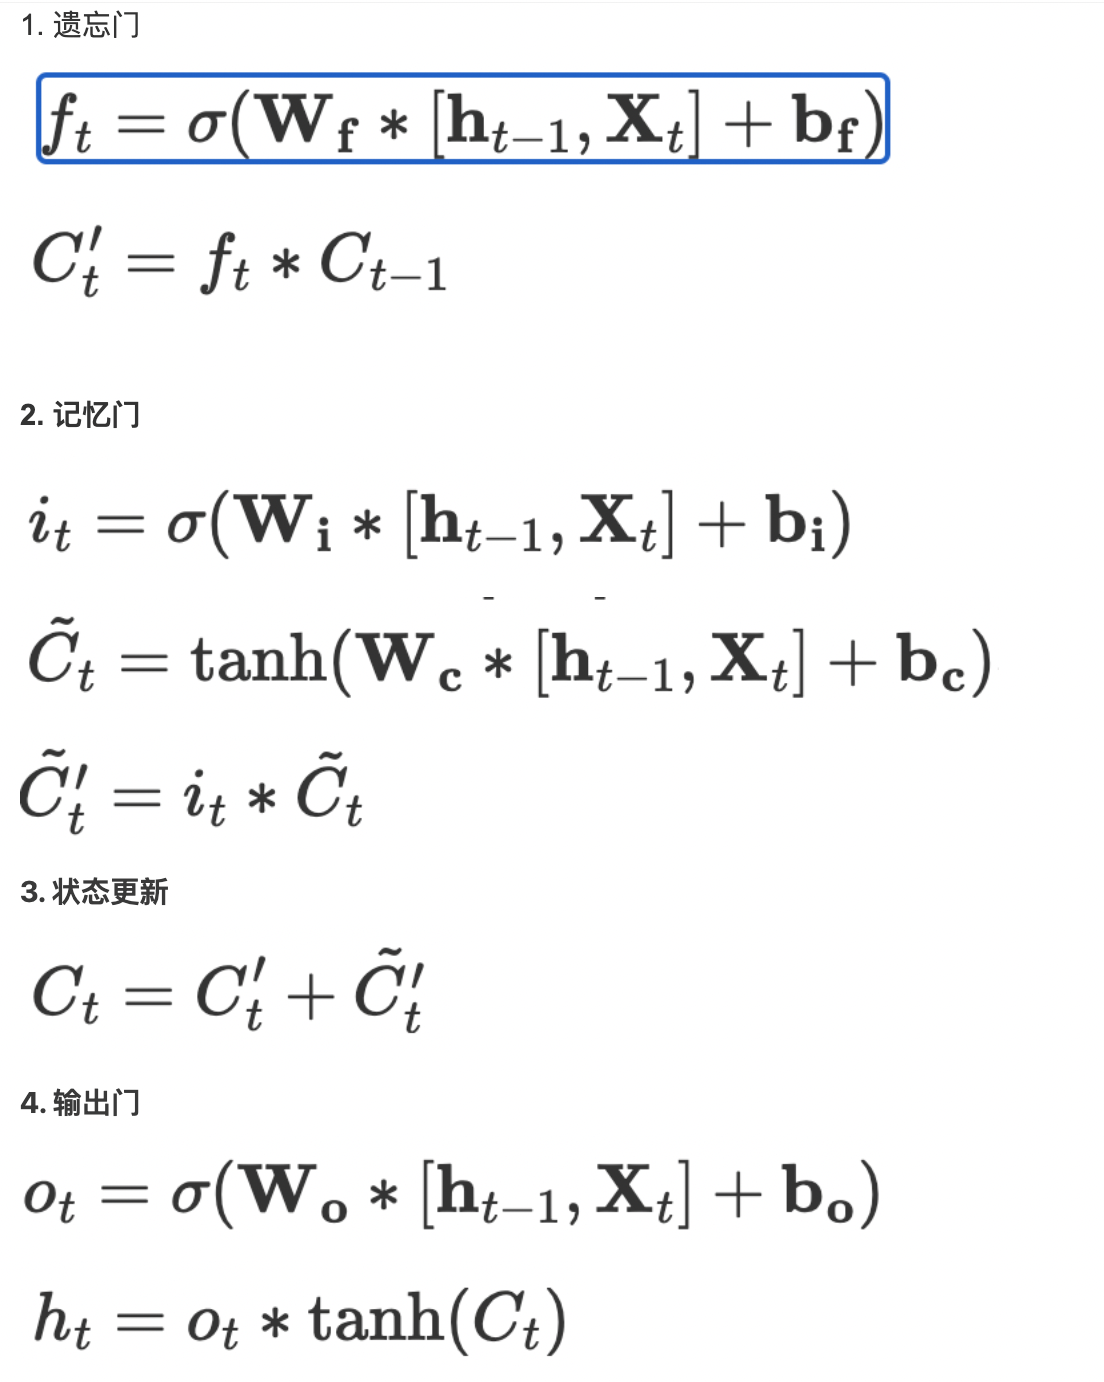 1. 遗忘门
f_t = σ(W_f * [h_{t−1}, X_t] + b_f)
C′_t = f_t * C_{t−1}
2. 记忆门
i_t = σ(W_i * [h_{t−1}, X_t] + b_i)
C̃_t = tanh(W_c * [h_{t−1}, X_t] + b_c)
C̃′_t = i_t * C̃_t
3. 状态更新
C_t = C′_t + C̃′_t
4. 输出门
o_t = σ(W_o * [h_{t−1}, X_t] + b_o)
h_t = o_t * tanh(C_t)